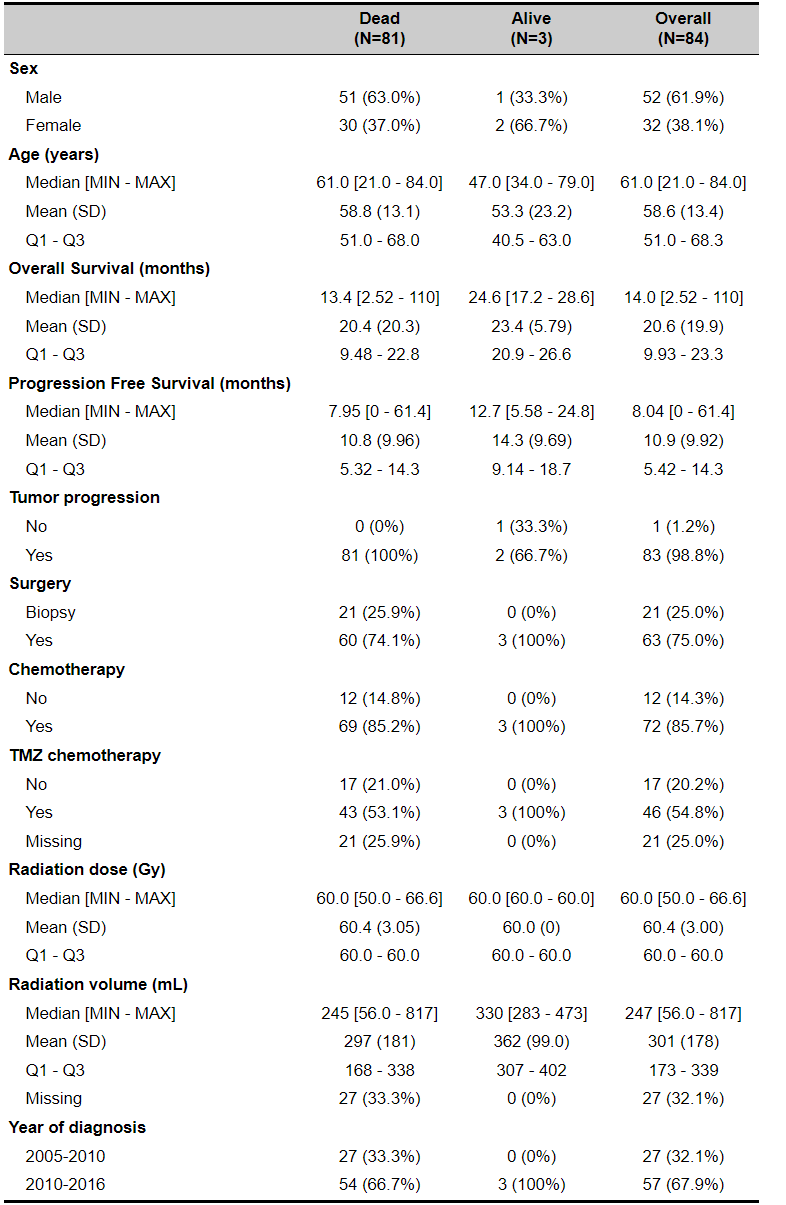 Dead Alive Overall
(N=81) (N=3) (N=84)
Sex
Male 51 (63.0%) 1 (33.3%) 52 (61.9%)
Female 30 (37.0%) 2 (66.7%) 32 (38.1%)
Age (years)
Median [MIN - MAX] 61.0 [21.0 - 84.0] 47.0 [34.0 - 79.0] 61.0 [21.0 - 84.0]
Mean (SD) 58.8 (13.1) 53.3 (23.2) 58.6 (13.4)
Q1 - Q3 51.0 - 68.0 40.5 - 63.0 51.0 - 68.3
Overall Survival (months)
Median [MIN - MAX] 13.4 [2.52 - 110] 24.6 [17.2 - 28.6] 14.0 [2.52 - 110]
Mean (SD) 20.4 (20.3) 23.4 (5.79) 20.6 (19.9)
Q1 - Q3 9.48 - 22.8 20.9 - 26.6 9.93 - 23.3
Progression Free Survival (months)
Median [MIN - MAX] 7.95 [0 - 61.4] 12.7 [5.58 - 24.8] 8.04 [0 - 61.4]
Mean (SD) 10.8 (9.96) 14.3 (9.69) 10.9 (9.92)
Q1 - Q3 5.32 - 14.3 9.14 - 18.7 5.42 - 14.3
Tumor progression
No 0 (0%) 1 (33.3%) 1 (1.2%)
Yes 81 (100%) 2 (66.7%) 83 (98.8%)
Surgery
Biopsy 21 (25.9%) 0 (0%) 21 (25.0%)
Yes 60 (74.1%) 3 (100%) 63 (75.0%)
Chemotherapy
No 12 (14.8%) 0 (0%) 12 (14.3%)
Yes 69 (85.2%) 3 (100%) 72 (85.7%)
TMZ chemotherapy
No 17 (21.0%) 0 (0%) 17 (20.2%)
Yes 43 (53.1%) 3 (100%) 46 (54.8%)
Missing 21 (25.9%) 0 (0%) 21 (25.0%)
Radiation dose (Gy)
Median [MIN - MAX] 60.0 [50.0 - 66.6] 60.0 [60.0 - 60.0] 60.0 [50.0 - 66.6]
Mean (SD) 60.4 (3.05) 60.0 (0) 60.4 (3.00)
Q1 - Q3 60.0 - 60.0 60.0 - 60.0 60.0 - 60.0
Radiation volume (mL)
Median [MIN - MAX] 245 [56.0 - 817] 330 [283 - 473] 247 [56.0 - 817]
Mean (SD) 297 (181) 362 (99.0) 301 (178)
Q1 - Q3 168 - 338 307 - 402 173 - 339
Missing 27 (33.3%) 0 (0%) 27 (32.1%)
Year of diagnosis
2005-2010 27 (33.3%) 0 (0%) 27 (32.1%)
2010-2016 54 (66.7%) 3 (100%) 57 (67.9%)